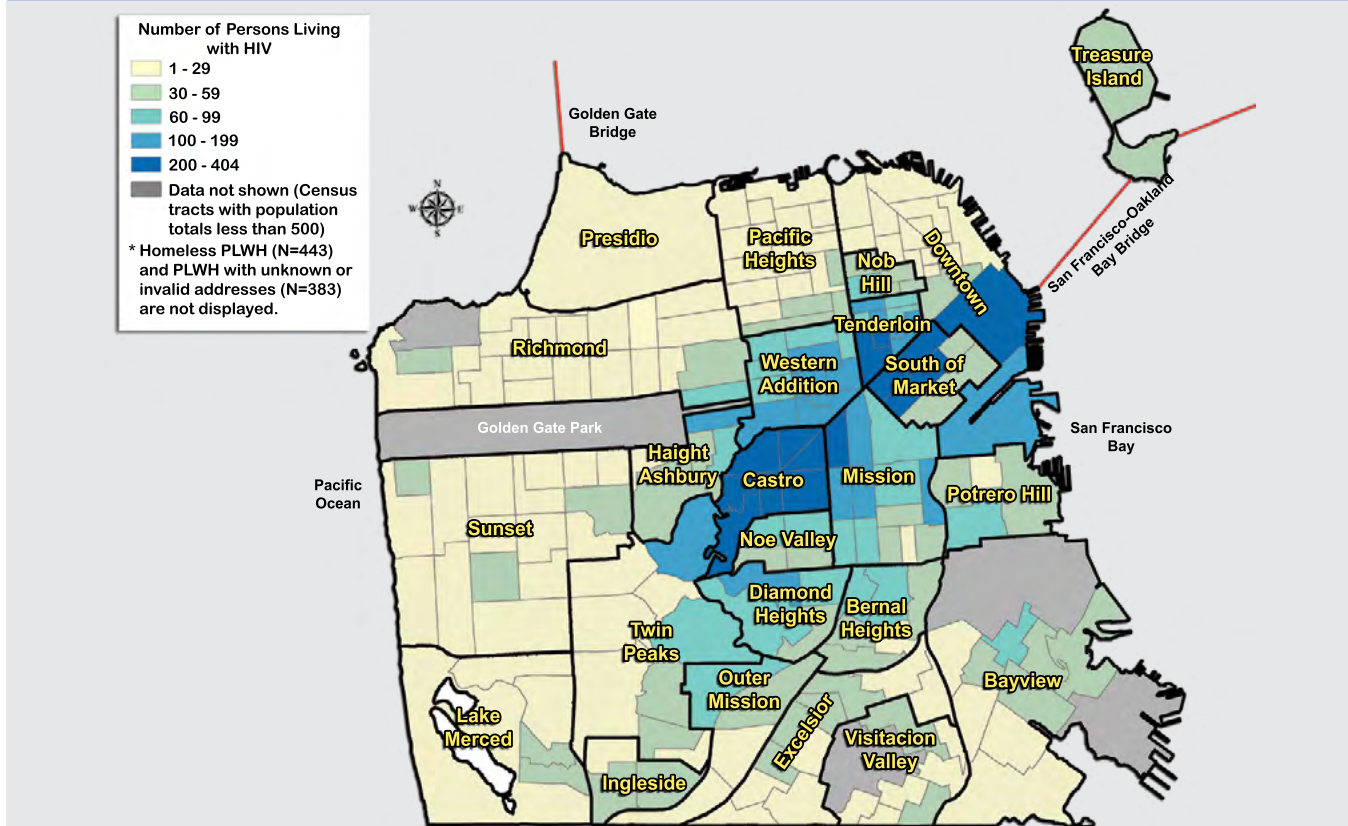 Number of Persons Living
with HIV
1 - 29
30 - 59
60 - 99
100 - 199
200 - 404
Data not shown (Census
tracts with population
totals less than 500)
* Homeless PLWH (N=443)
and PLWH with unknown or
invalid addresses (N=383)
are not displayed.
Golden Gate
Bridge
Treasure
Island
San Francisco-Oakland
Bay Bridge
N
W
E
S
Presidio
Pacific
Heights
Nob
Hill
Downtown
Tenderloin
Richmond
Western
Addition
South of
Market
Golden Gate Park
San Francisco
Bay
Haight
Ashbury
Castro
Mission
Potrero Hill
Pacific
Ocean
Sunset
Noe Valley
Diamond
Heights
Bernal
Heights
Twin
Peaks
Outer
Mission
Bayview
Lake
Merced
Excelsior
Visitacion
Valley
Ingleside